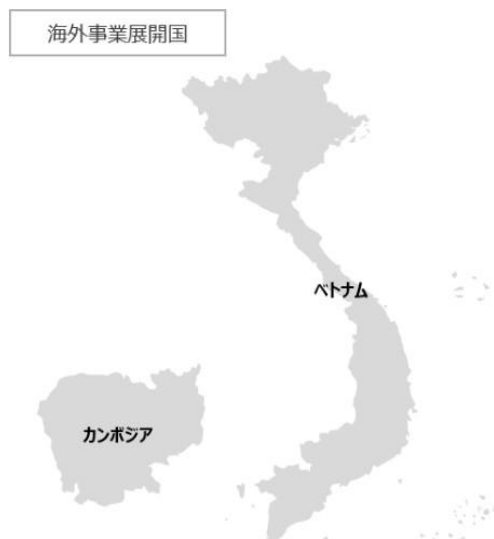 海外事業展開国
ベトナム
カンボジア